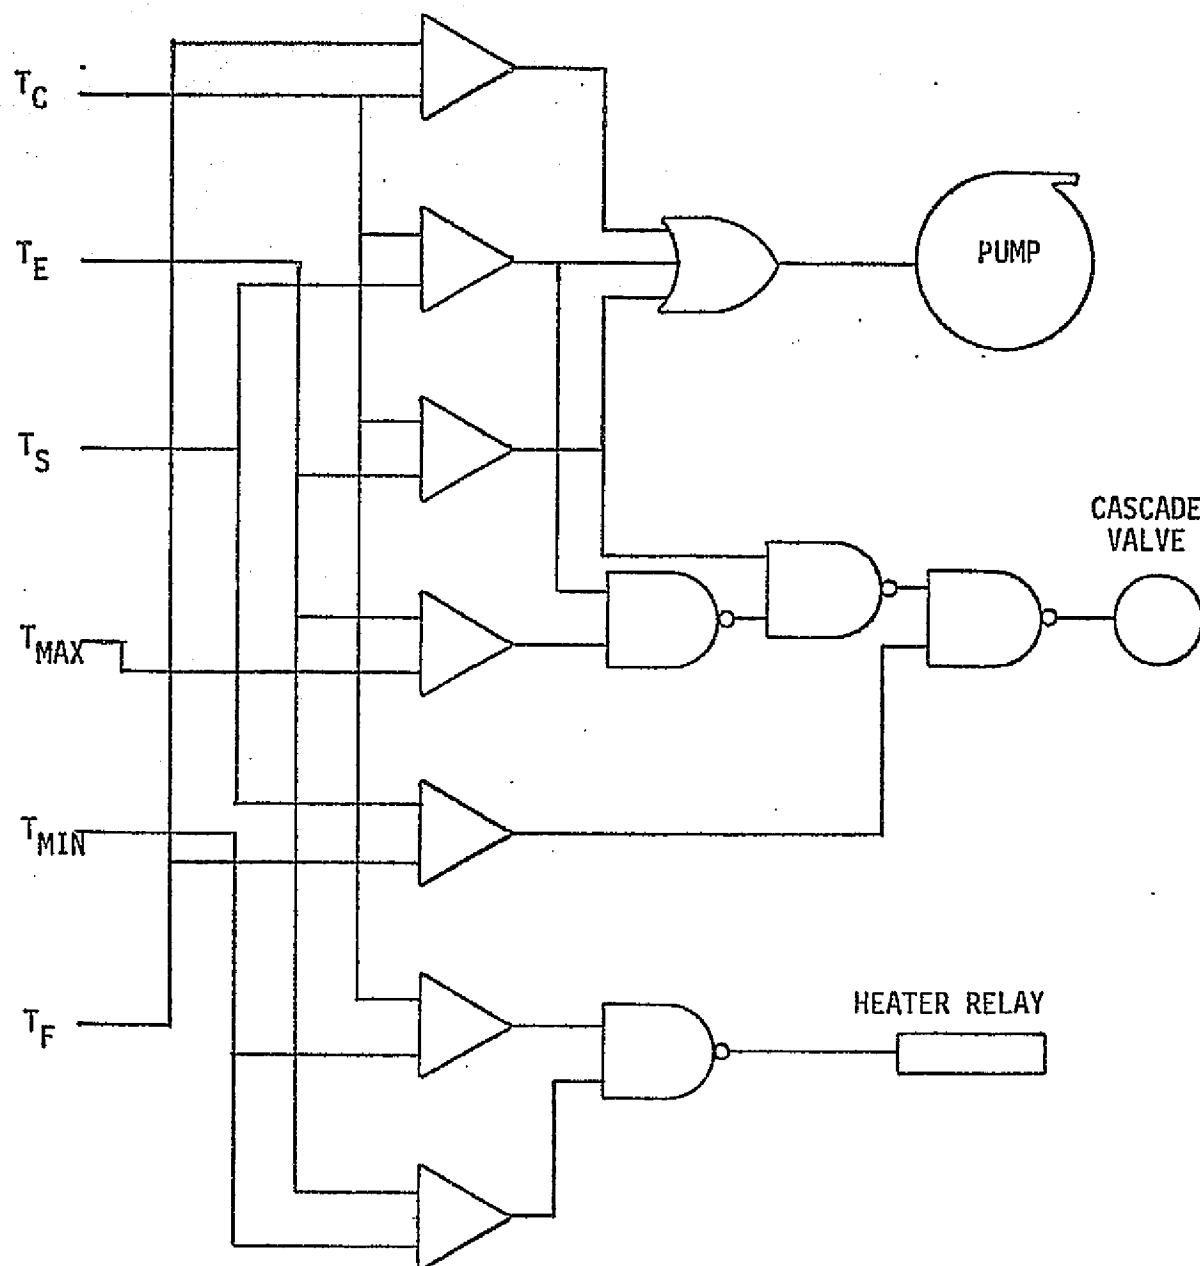 T_C
T_E
PUMP
T_S
CASCADE
VALVE
T_MAX
T_MIN
T_F
HEATER RELAY